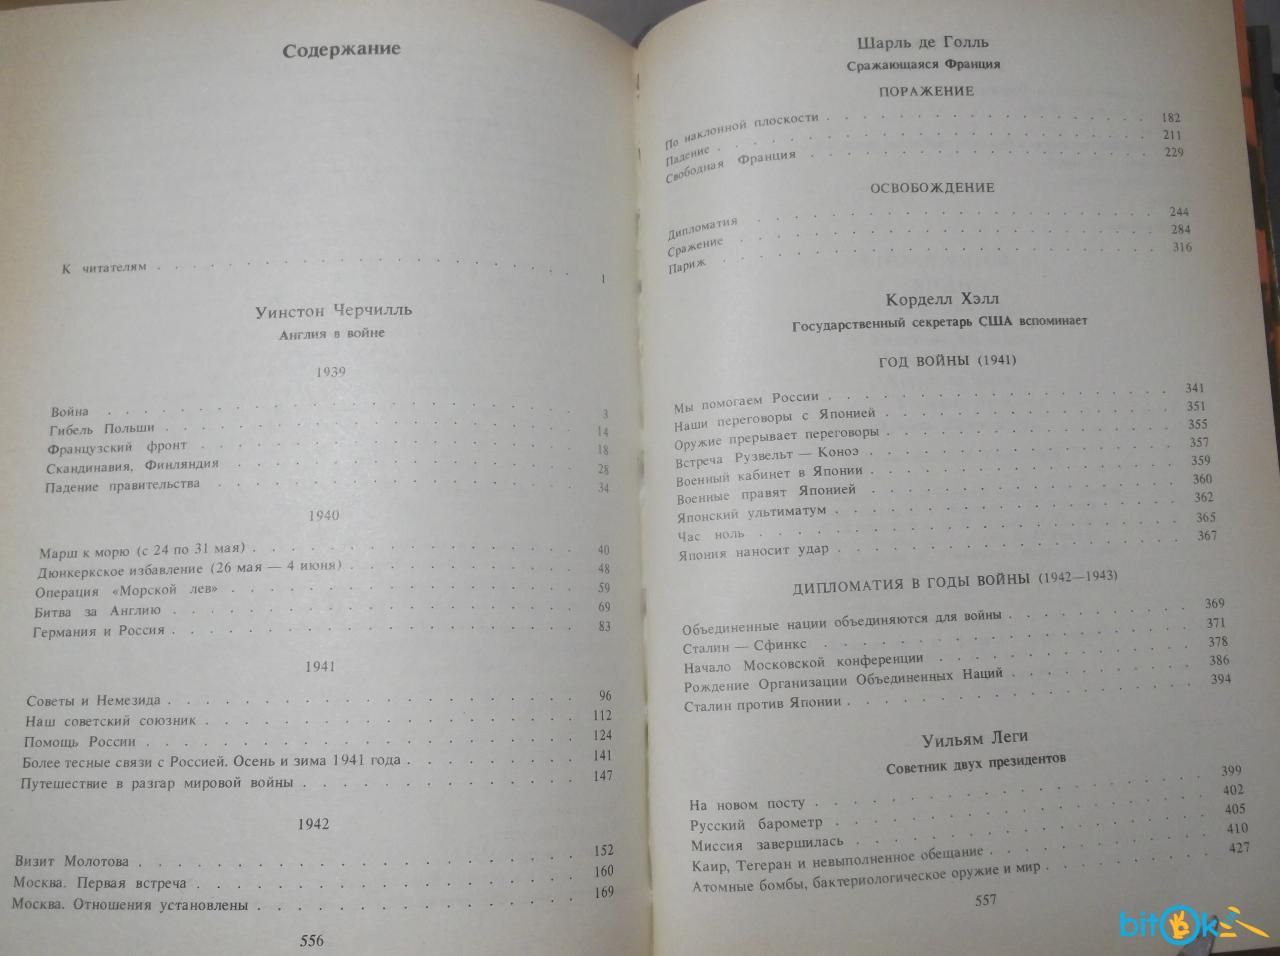 Содержание
К читателям . . . . . . . . . . . . . . . . . . 1
Уинстон Черчилль
Англия в войне
1939
Война . . . . . . . . . . . . . . . . . . 3
Гибель Польши . . . . . . . . . . . . . . . . . . 14
Французский фронт . . . . . . . . . . . . . . . . . . 18
Скандинавия, Финляндия . . . . . . . . . . . . . . . . . . 28
Падение правительства . . . . . . . . . . . . . . . . . . 34
1940
Марш к морю (с 24 по 31 мая) . . . . . . . . . . . . . . . 40
Дюнкеркское избавление (26 мая — 4 июня) . . . . . . . . . . . 48
Операция «Морской лев» . . . . . . . . . . . . . . . . 59
Битва за Англию . . . . . . . . . . . . . . . . . . 69
Германия и Россия . . . . . . . . . . . . . . . . . . 83
1941
Советы и Немезида . . . . . . . . . . . . . . . . . . 96
Наш советский союзник . . . . . . . . . . . . . . . . . 112
Помощь России . . . . . . . . . . . . . . . . . . 124
Более тесные связи с Россией. Осень и зима 1941 года . . . . . . . . 141
Путешествие в разгар мировой войны . . . . . . . . . . . . . 147
1942
Визит Молотова . . . . . . . . . . . . . . . . . . 152
Москва. Первая встреча . . . . . . . . . . . . . . . . . 160
Москва. Отношения установлены . . . . . . . . . . . . . . 169
556
Шарль де Голль
Сражающаяся Франция
ПОРАЖЕНИЕ
По наклонной плоскости . . . . . . . . . . . . . . . 182
Падение . . . . . . . . . . . . . . . . . . 211
Свободная Франция . . . . . . . . . . . . . . . . 229
ОСВОБОЖДЕНИЕ
Дипломатия . . . . . . . . . . . . . . . . . . 244
Сражение . . . . . . . . . . . . . . . . . . 284
Париж . . . . . . . . . . . . . . . . . . 316
Корделл Хэлл
Государственный секретарь США вспоминает
ГОД ВОЙНЫ (1941)
Мы помогаем России . . . . . . . . . . . . . . . 341
Наши переговоры с Японией . . . . . . . . . . . . . 351
Оружие прерывает переговоры . . . . . . . . . . . . . 355
Встреча Рузвельт — Коноэ . . . . . . . . . . . . . . 357
Военный кабинет в Японии . . . . . . . . . . . . . . 359
Военные правят Японией . . . . . . . . . . . . . . 360
Японский ультиматум . . . . . . . . . . . . . . . 362
Час ноль . . . . . . . . . . . . . . . . . . 365
Япония наносит удар . . . . . . . . . . . . . . . 367
ДИПЛОМАТИЯ В ГОДЫ ВОЙНЫ (1942—1943)
Объединенные нации объединяются для войны . . . . . . . . . 369
Сталин — Сфинкс . . . . . . . . . . . . . . . . 371
Начало Московской конференции . . . . . . . . . . . . 378
Рождение Организации Объединенных Наций . . . . . . . . . 386
Сталин против Японии . . . . . . . . . . . . . . . 394
Уильям Леги
Советник двух президентов
На новом посту . . . . . . . . . . . . . . . . . 399
Русский барометр . . . . . . . . . . . . . . . . 402
Миссия завершилась . . . . . . . . . . . . . . . . 405
Каир, Тегеран и невыполненное обещание . . . . . . . . . . 410
Атомные бомбы, бактериологическое оружие и мир . . . . . . . . 427
557
bitOk